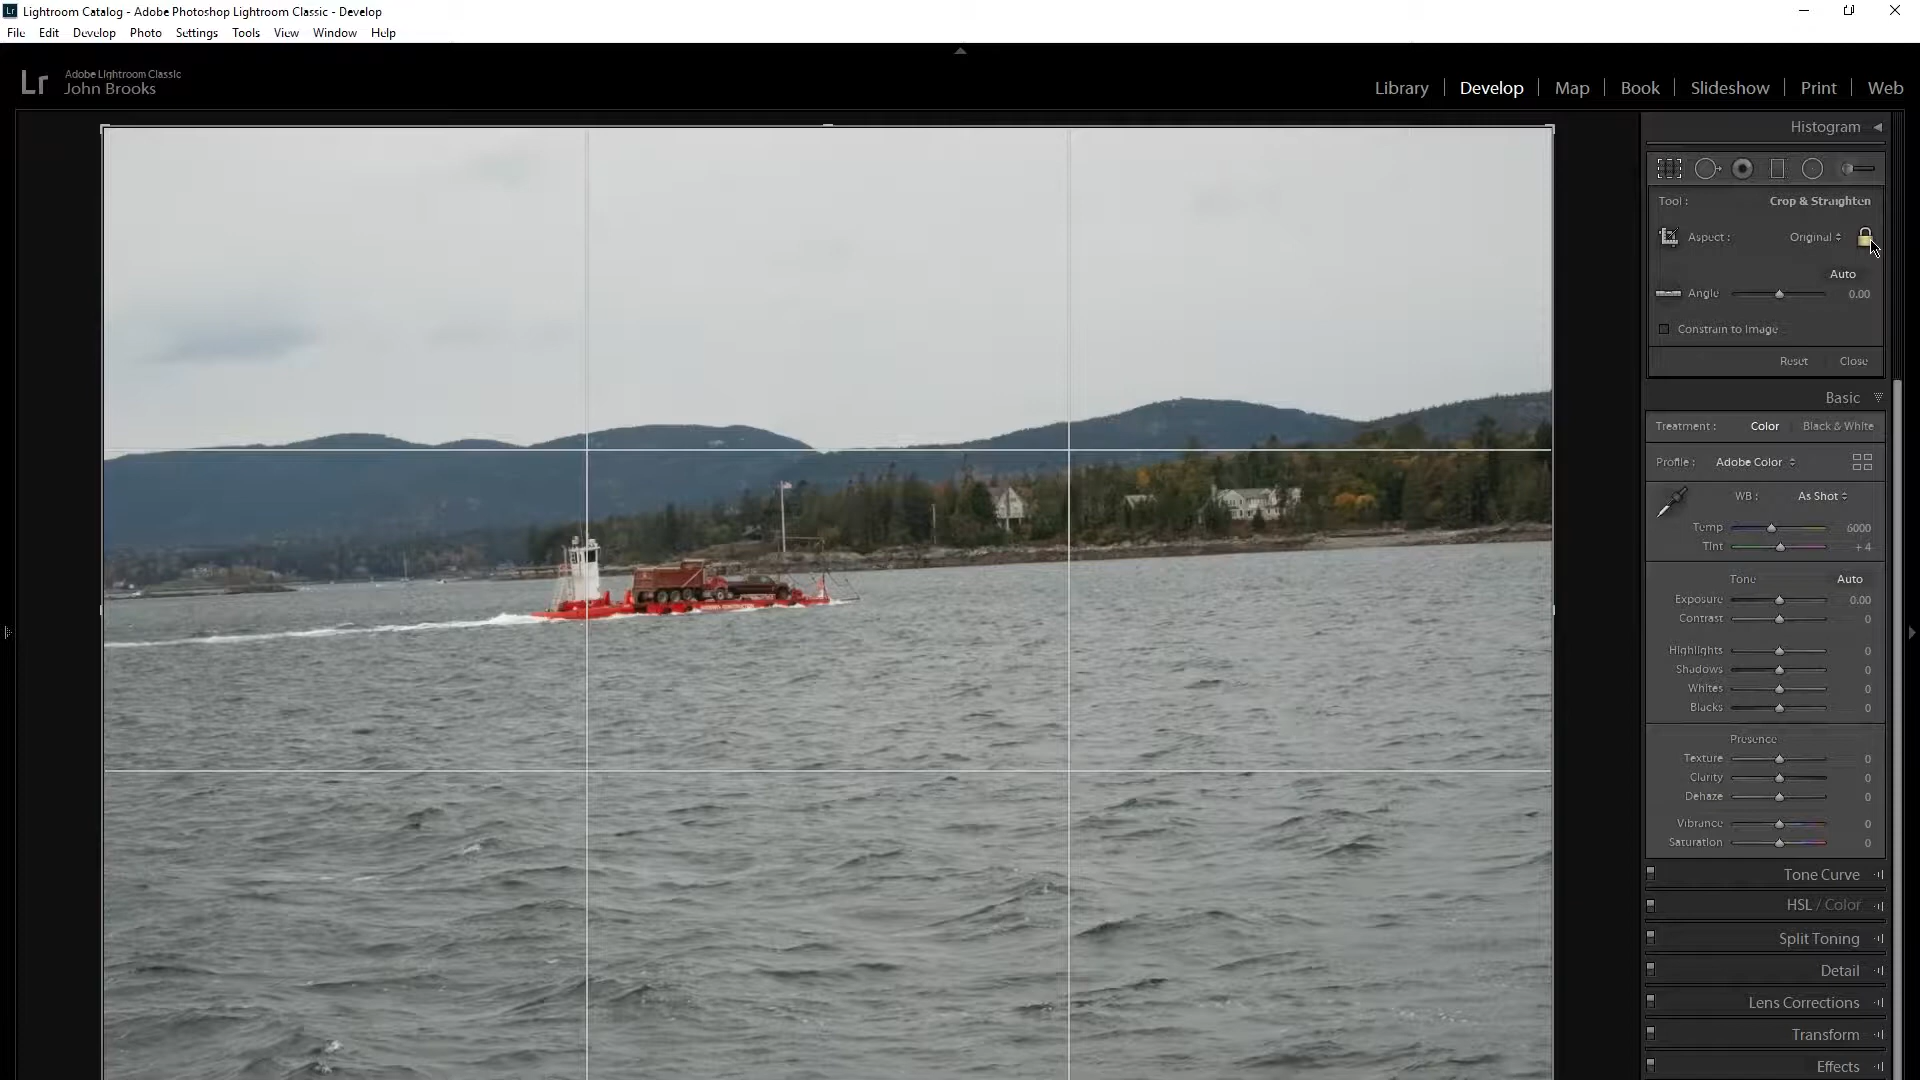 Lr Lightroom Catalog - Adobe Photoshop Lightroom Classic - Develop
File Edit Develop Photo Settings Tools View Window Help
Lr Adobe Lightroom Classic
John Brooks
Library Develop Map Book Slideshow Print Web
Histogram
Tool : Crop & Straighten
Aspect : Original
Auto
Angle 0.00
Constrain to Image
Reset Close
Basic
Treatment : Color Black & White
Profile : Adobe Color
WB : As Shot
Temp 6000
Tint + 4
Tone Auto
Exposure 0.00
Contrast 0
Highlights 0
Shadows 0
Whites 0
Blacks 0
Presence
Texture 0
Clarity 0
Dehaze 0
Vibrance 0
Saturation 0
Tone Curve
HSL / Color
Split Toning
Detail
Lens Corrections
Transform
Effects